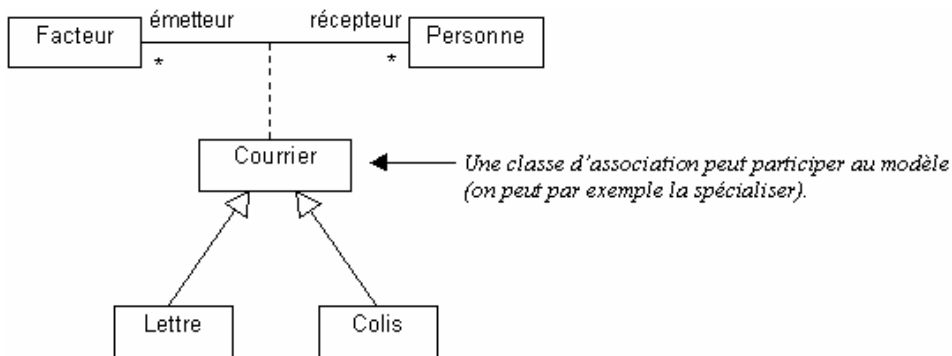 émetteur récepteur
Facteur Personne
* *
Courrier
Une classe d'association peut participer au modèle
(on peut par exemple la spécialiser).
Lettre Colis